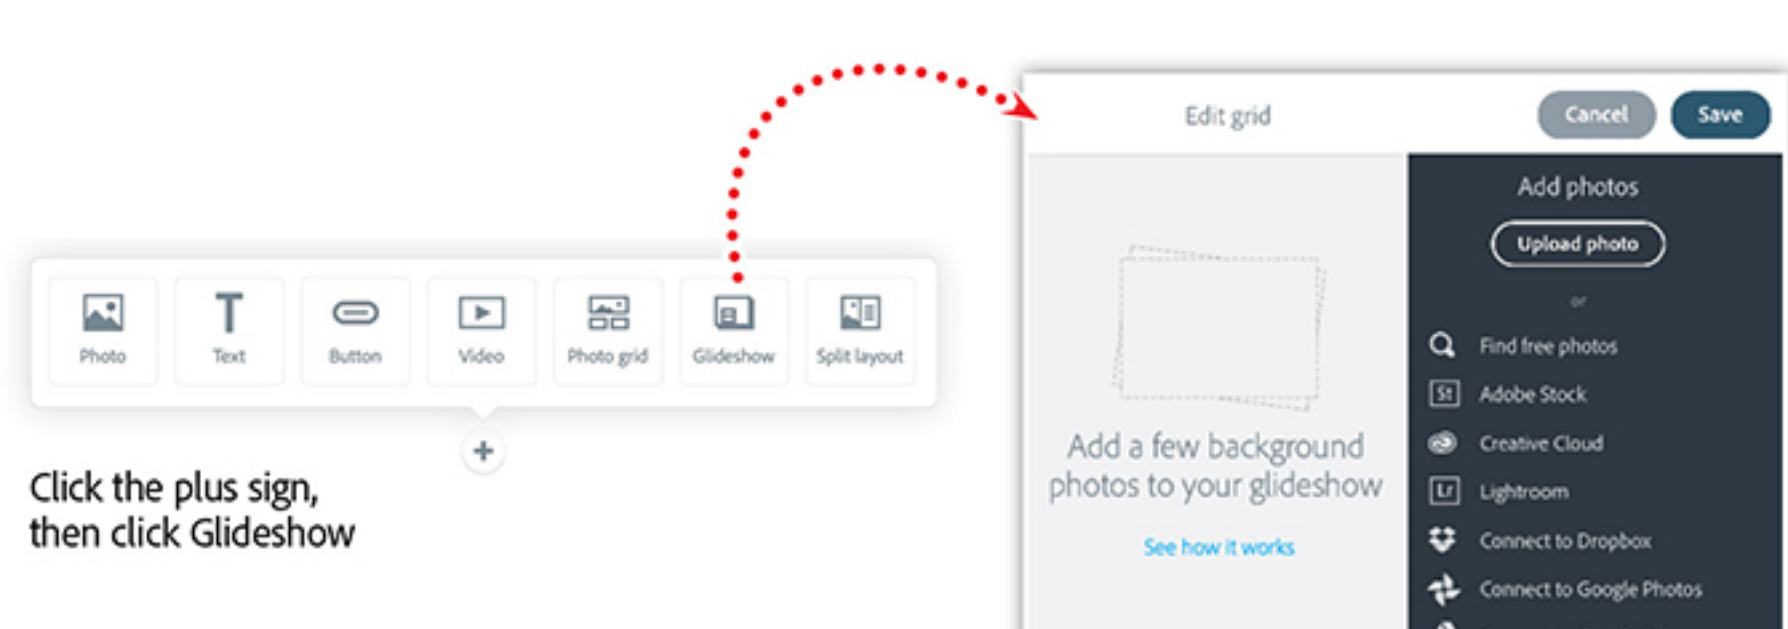 Edit grid
Cancel
Save
Add photos
Upload photo
or
Find free photos
St
Adobe Stock
Creative Cloud
Lr
Lightroom
Connect to Dropbox
Connect to Google Photos
Add a few background
photos to your glideshow
See how it works
Photo
T
Text
Button
Video
Photo grid
Glideshow
Split layout
+
Click the plus sign,
then click Glideshow